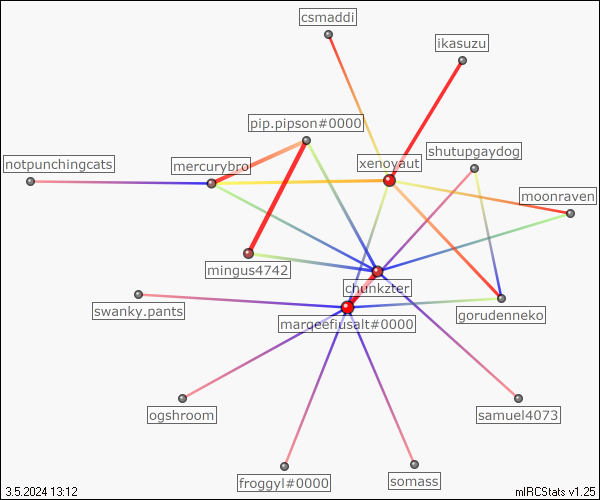 csmaddi
ikasuzu
pip.pipson#0000
shutupgaydog
notpunchingcats
mercurybro
xenoyaut
moonraven
mingus4742
chunkzter
swanky.pants
marqeefiusalt#0000
gorudenneko
ogshroom
samuel4073
froggyl#0000
somass
3.5.2024 13:12
mIRCStats v1.25